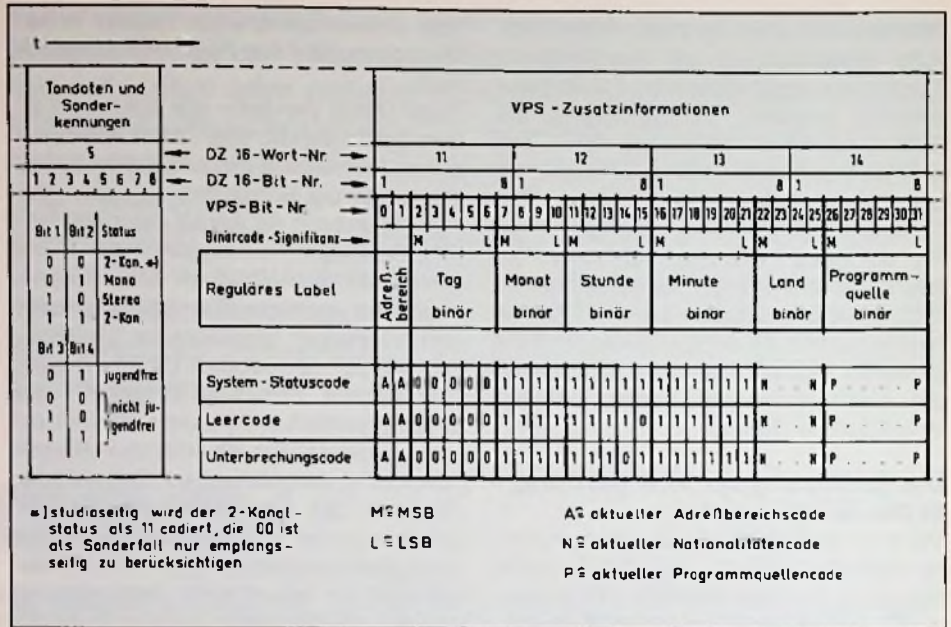 t
Tondaten und
Sonder-
kennungen
VPS - Zusatzinformationen
5
DZ 16-Wort-Nr.
11 12 13 14
1 2 3 4 5 6 7 8
DZ 16-Bit-Nr.
1 8 1 8 1 8 1 8
VPS-Bit-Nr.
0 1 2 3 4 5 6 7 8 9 10 11 12 13 14 15 16 17 18 19 20 21 22 23 24 25 26 27 28 29 30 31
Binärcode-Signifikanz
M L M L M L M L M L M L
Bit 1 Bit 2 Status
0 0 2-Kan. *)
0 1 Mono
1 0 Stereo
1 1 2-Kan.
Bit 3 Bit 4
0 1 jugendfrei
0 0
1 0
1 1
nicht ju-
gendfrei
Reguläres Label
Adreß-
bereich
Tag
binär
Monat
binär
Stunde
binär
Minute
binär
Land
binär
Programm-
quelle
binär
System-Statuscode A A 0 0 0 0 0 1 1 1 1 1 1 1 1 1 1 1 1 1 1 1 N . . N P . . . . . P
Leercode A A 0 0 0 0 0 1 1 1 1 1 1 1 1 0 1 1 1 1 1 1 N . . N P . . . . . P
Unterbrechungscode A A 0 0 0 0 0 1 1 1 1 1 1 1 0 1 1 1 1 1 1 1 N . . N P . . . . . P
*) studioseitig wird der 2-Kanal-
status als 11 codiert, die 00 ist
als Sonderfall nur empfangs-
seitig zu berücksichtigen
M ≙ MSB
L ≙ LSB
A ≙ aktueller Adreßbereichscode
N ≙ aktueller Nationalitätencode
P ≙ aktueller Programmquellencode